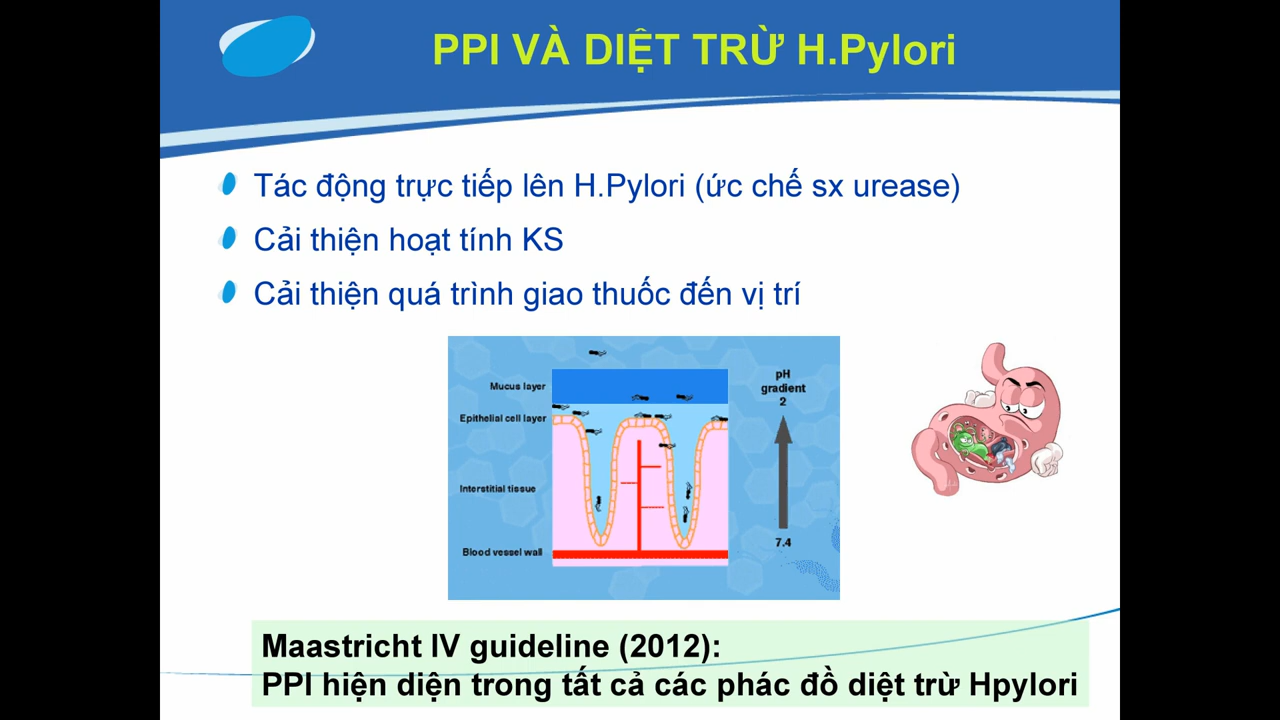 PPI VÀ DIỆT TRỪ H.Pylori
Tác động trực tiếp lên H.Pylori (ức chế sx urease)
Cải thiện hoạt tính KS
Cải thiện quá trình giao thuốc đến vị trí
Mucus layer
Epithelial cell layer
Interstitial tissue
Blood vessel wall
pH
gradient
2
7.4
Maastricht IV guideline (2012):
PPI hiện diện trong tất cả các phác đồ diệt trừ Hpylori